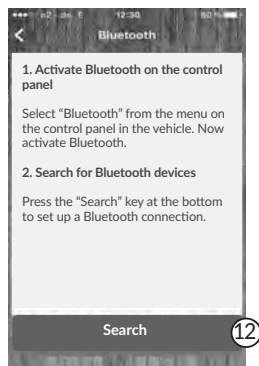 12:30
Bluetooth
1. Activate Bluetooth on the control
panel
Select “Bluetooth” from the menu on
the control panel in the vehicle. Now
activate Bluetooth.
2. Search for Bluetooth devices
Press the “Search” key at the bottom
to set up a Bluetooth connection.
Search
12